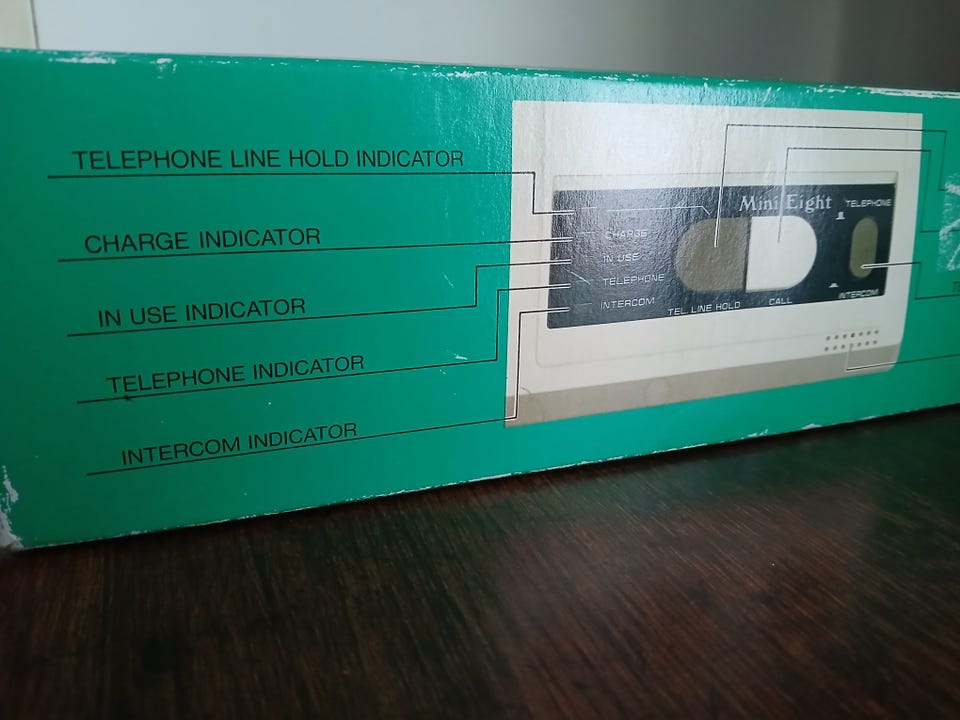 TELEPHONE LINE HOLD INDICATOR
CHARGE INDICATOR
IN USE INDICATOR
TELEPHONE INDICATOR
INTERCOM INDICATOR
Mini Eight
TELEPHONE
CHARGE
IN USE
TELEPHONE
INTERCOM
TEL. LINE HOLD
CALL
INTERCOM